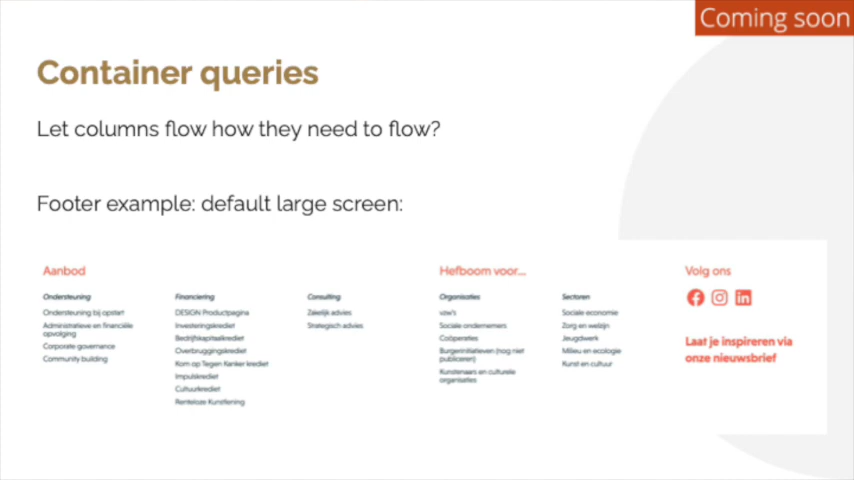 Coming soon
Container queries
Let columns flow how they need to flow?
Footer example: default large screen:
Aanbod
Ondersteuning
Ondersteuning bij opstart
Administratieve en financiële
opvolging
Corporate governance
Community building
Financiering
DESIGN Productpagina
Investeringskrediet
Bedrijfskapitaalkrediet
Overbruggingskrediet
Kom op Tegen Kanker krediet
Impulskrediet
Cultuurkrediet
Renteloze Kunstlening
Consulting
Zakelijk advies
Strategisch advies
Hefboom voor...
Organisaties
vzw's
Sociale ondernemers
Coöperaties
Burgerinitiatieven (nog niet
publiceren)
Kunstenaars en culturele
organisaties
Sectoren
Sociale economie
Zorg en welzijn
Jeugdwerk
Milieu en ecologie
Kunst en cultuur
Volg ons
Laat je inspireren via
onze nieuwsbrief